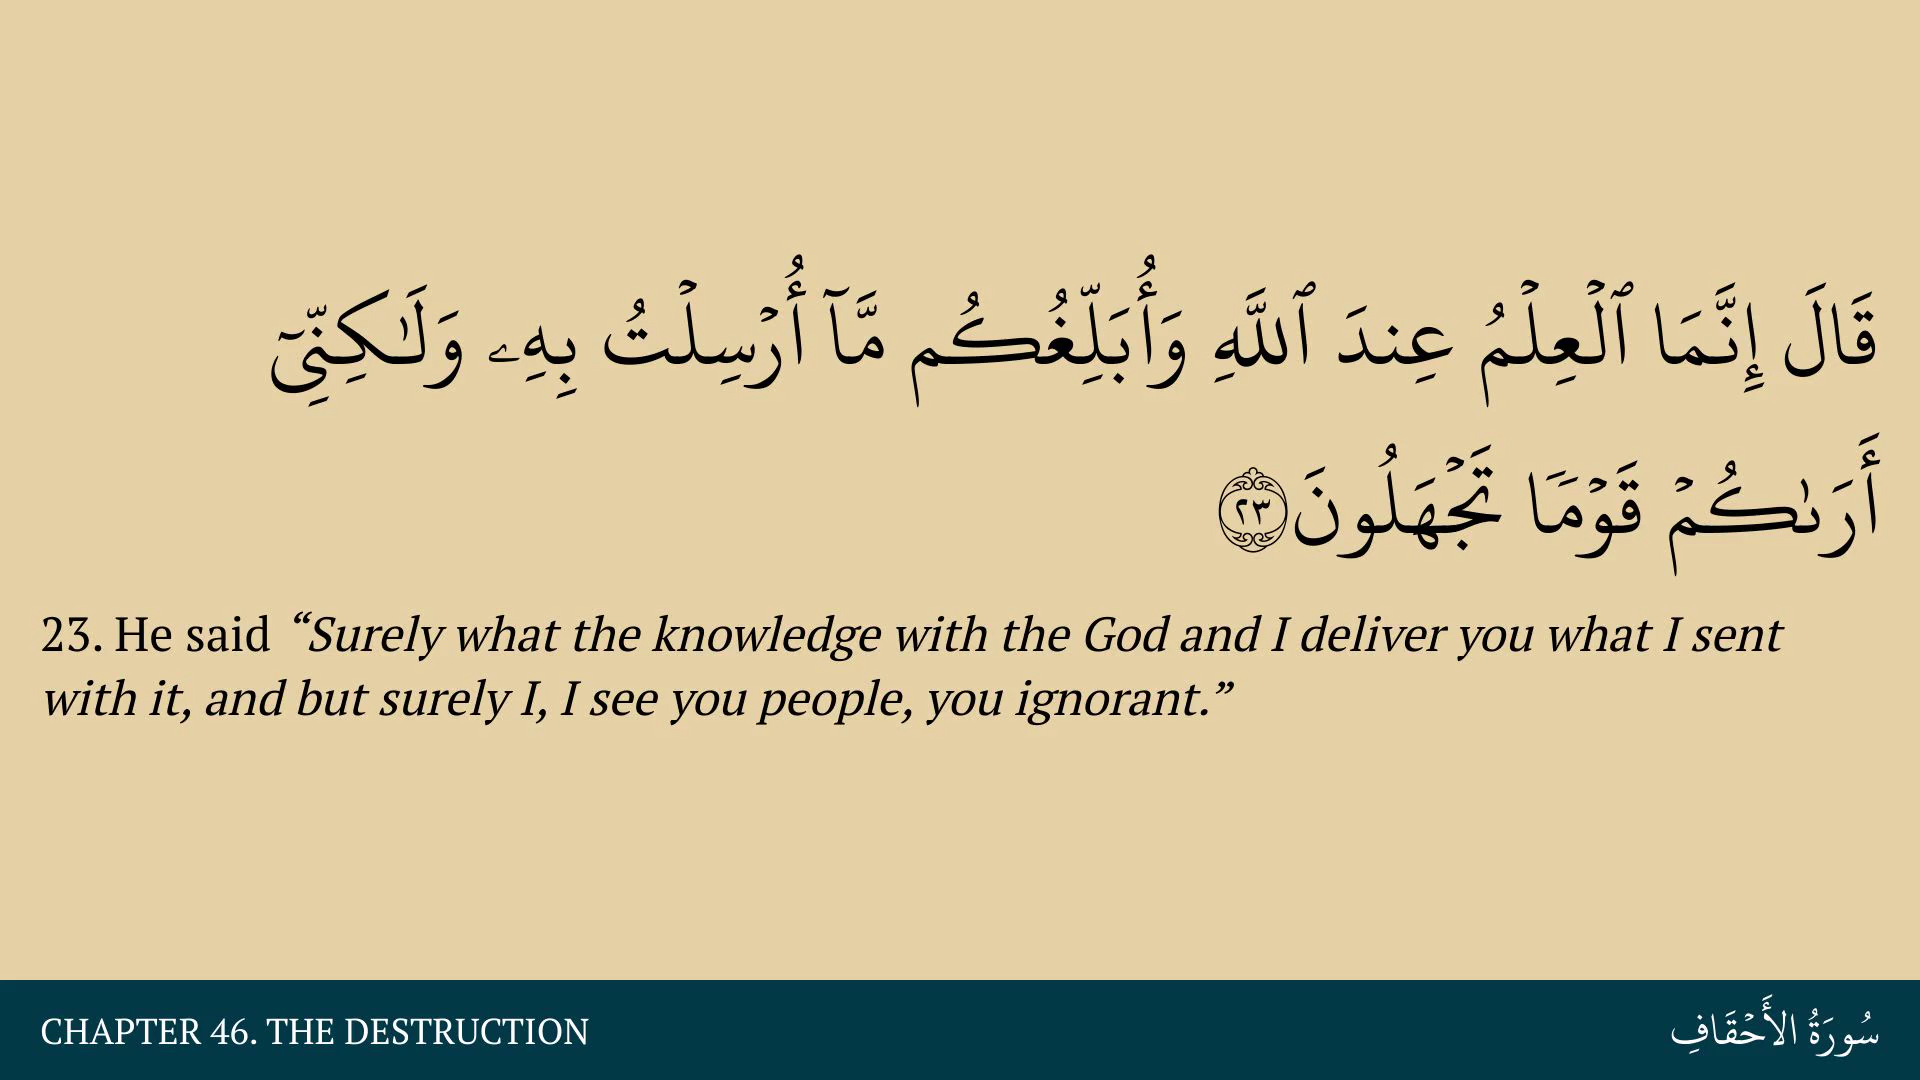 قَالَ إِنَّمَا ٱلۡعِلۡمُ عِندَ ٱللَّهِ وَأُبَلِّغُكُم مَّآ أُرۡسِلۡتُ بِهِۦ وَلَـٰكِنِّیۤ
أَرَىٰكُمۡ قَوۡمࣰا تَجۡهَلُونَ ٢٣
23. He said “Surely what the knowledge with the God and I deliver you what I sent
with it, and but surely I, I see you people, you ignorant.”
CHAPTER 46. THE DESTRUCTION
سُورَةُ الأَحۡقَافِ